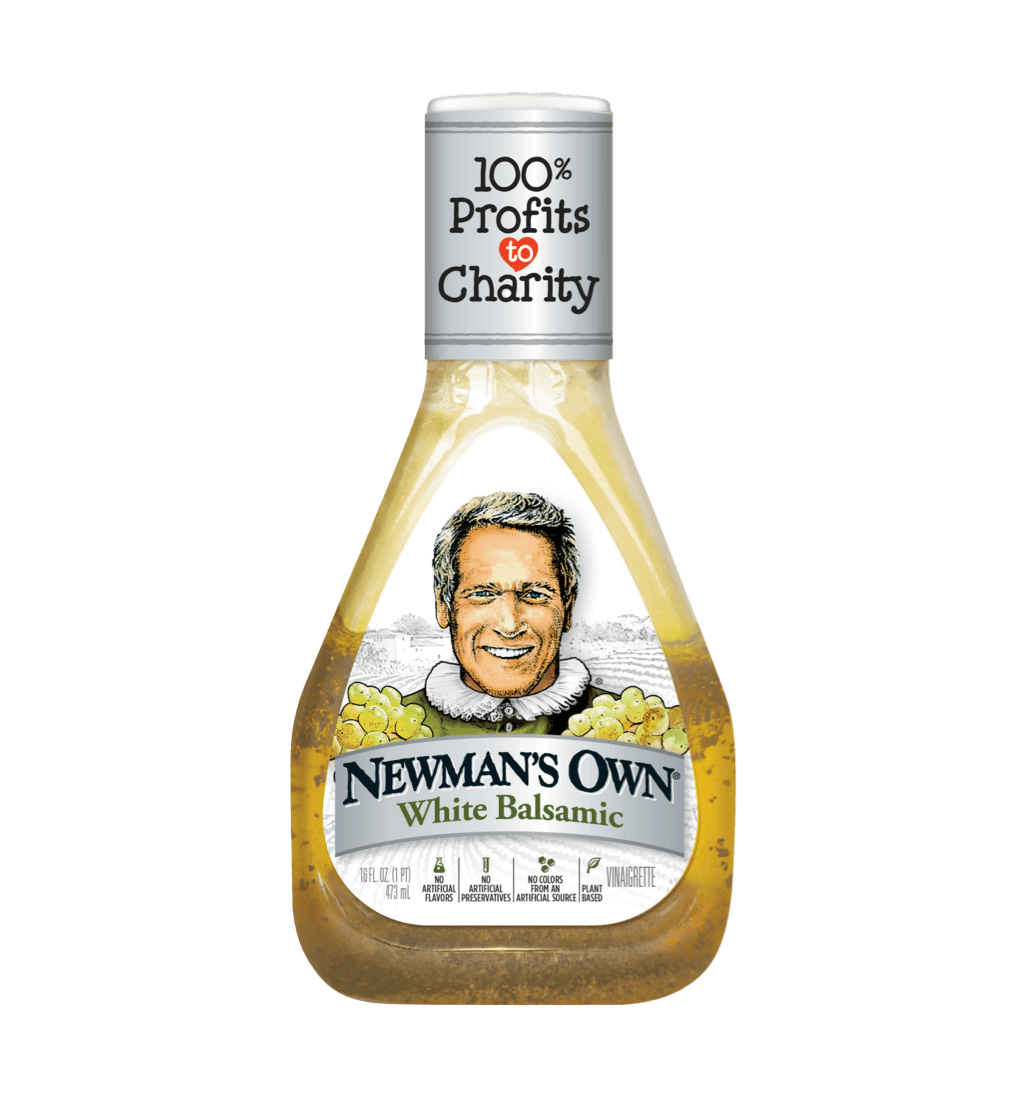 100%
Profits
to
Charity
®
NEWMAN'S OWN®
White Balsamic
16 FL. OZ. (1 PT)
473 mL
NO
ARTIFICIAL
FLAVORS
NO
ARTIFICIAL
PRESERVATIVES
NO COLORS
FROM AN
ARTIFICIAL SOURCE
PLANT
BASED
VINAIGRETTE